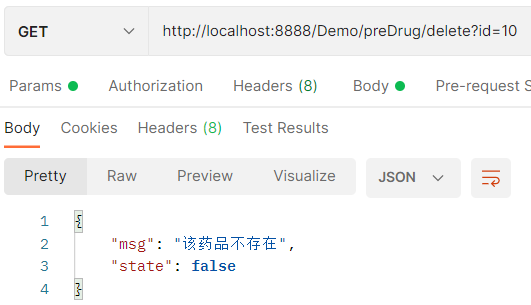 GET http://localhost:8888/Demo/preDrug/delete?id=10
Params Authorization Headers (8) Body Pre-request S
Body Cookies Headers (8) Test Results
Pretty Raw Preview Visualize JSON
1 {
2 "msg": "该药品不存在",
3 "state": false
4 }